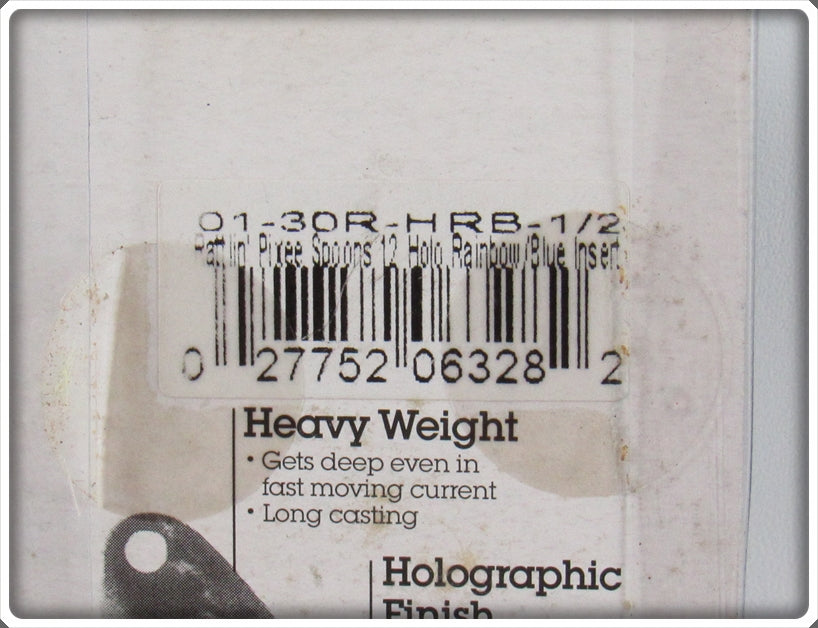 01-30R-HRB-1/2
Rattlin' Pixee Spoons 12 Holo Rainbow/Blue Insert
0 27752 06328 2
Heavy Weight
• Gets deep even in
fast moving current
• Long casting
Holographic
Finish